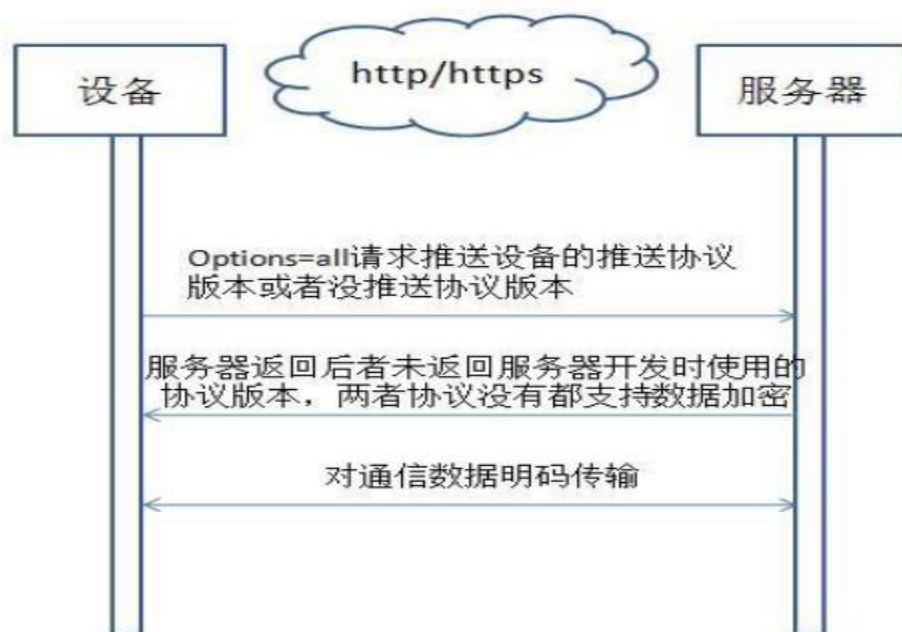 设备
http/https
服务器
Options=all请求推送设备的推送协议
版本或者没推送协议版本
服务器返回后者未返回服务器开发时使用的
协议版本，两者协议没有都支持数据加密
对通信数据明码传输